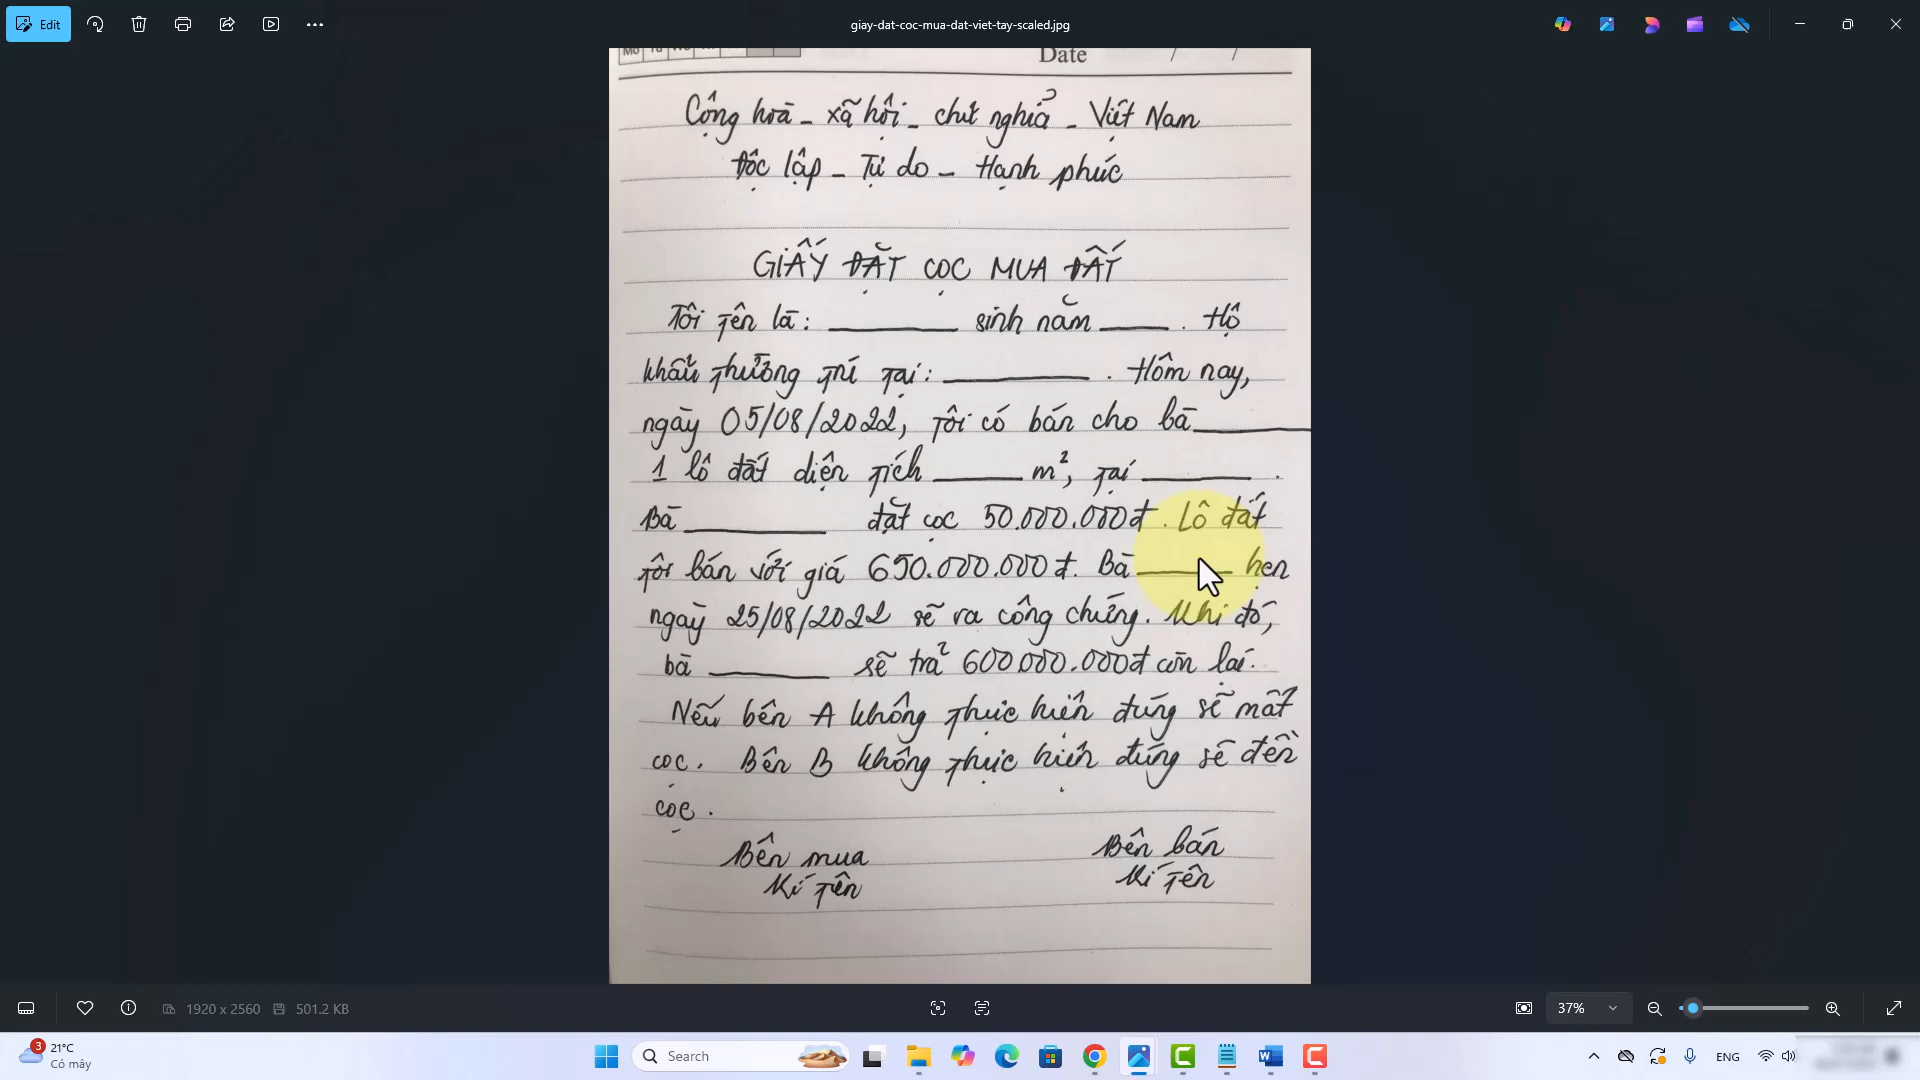 Edit
giay-dat-coc-mua-dat-viet-tay-scaled.jpg
Date / /
Cộng hoà - xã hội - chủ nghĩa - Việt Nam
Độc lập - Tự do - Hạnh phúc
GIẤY ĐẶT CỌC MUA ĐẤT
Tôi tên là: ________ sinh năm ____. Hộ
khẩu thường trí tại: ________. Hôm nay,
ngày 05/08/2022, tôi có bán cho bà ________
1 lô đất diện tích ______ m², tại ________.
Bà ________ đặt cọc 50.000.000đ. Lô đất
tôi bán với giá 650.000.000đ. Bà ______ hẹn
ngày 25/08/2022 sẽ ra công chứng. Khi đó,
bà ________ sẽ trả 600.000.000đ còn lại.
Nếu bên A không thực hiện đúng sẽ mất
cọc. Bên B không thực hiện đúng sẽ đền
cọc.
Bên mua Bên bán
Kí tên Kí tên
1920 x 2560 501.2 KB 37%
3 21°C Search ENG
Có mây